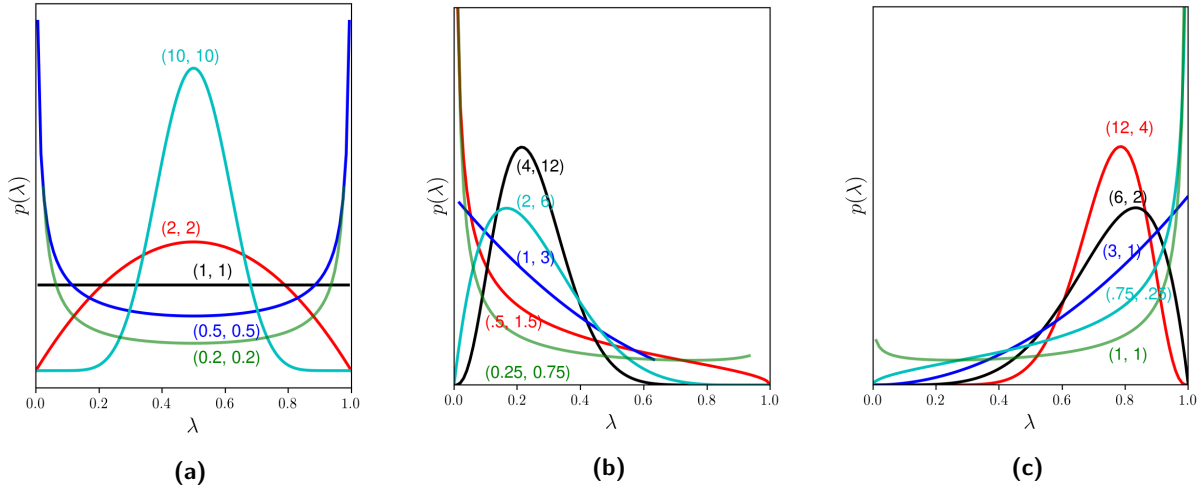 (10, 10)
(2, 2)
(1, 1)
(0.5, 0.5)
(0.2, 0.2)
p(λ)
0.0 0.2 0.4 0.6 0.8 1.0
λ
(a)
(4, 12)
(2, 6)
(1, 3)
(.5, 1.5)
(0.25, 0.75)
p(λ)
0.0 0.2 0.4 0.6 0.8 1.0
λ
(b)
(12, 4)
(6, 2)
(3, 1)
(.75, .25)
(1, 1)
p(λ)
0.0 0.2 0.4 0.6 0.8 1.0
λ
(c)